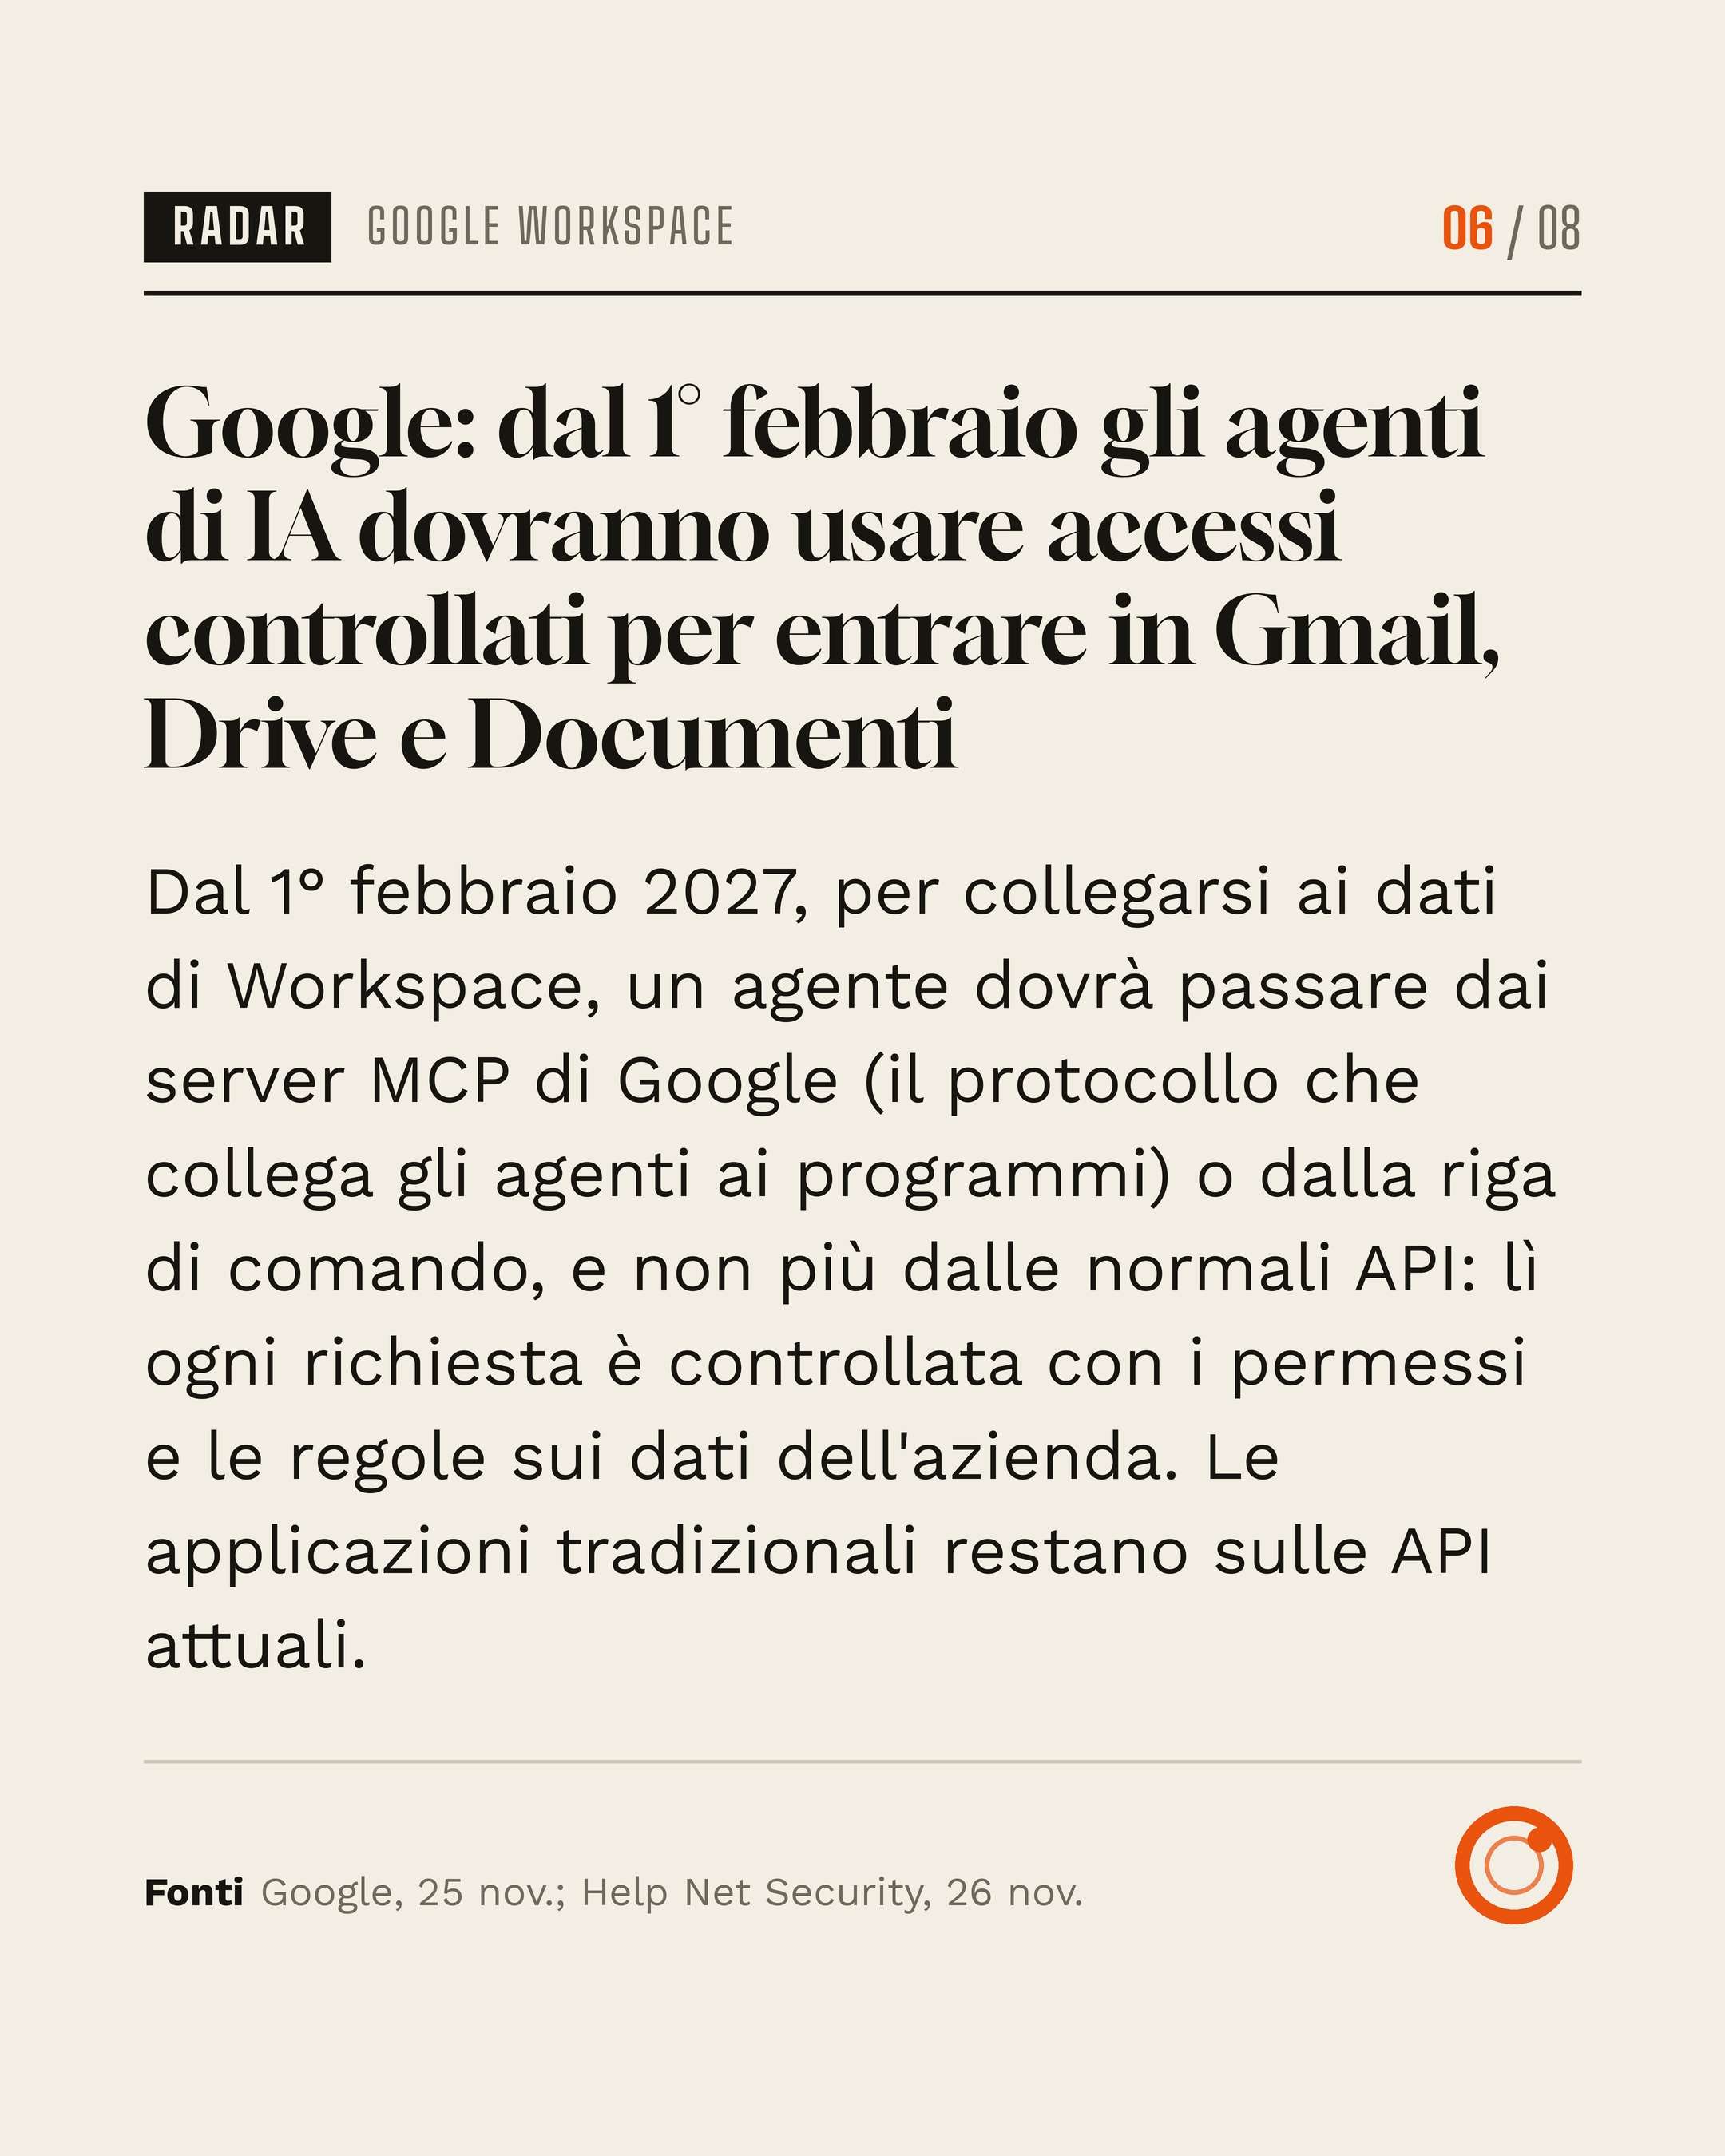 RADAR GOOGLE WORKSPACE 06 / 08
Google: dal 1° febbraio gli agenti
di IA dovranno usare accessi
controllati per entrare in Gmail,
Drive e Documenti
Dal 1° febbraio 2027, per collegarsi ai dati
di Workspace, un agente dovrà passare dai
server MCP di Google (il protocollo che
collega gli agenti ai programmi) o dalla riga
di comando, e non più dalle normali API: lì
ogni richiesta è controllata con i permessi
e le regole sui dati dell'azienda. Le
applicazioni tradizionali restano sulle API
attuali.
Fonti Google, 25 nov.; Help Net Security, 26 nov.